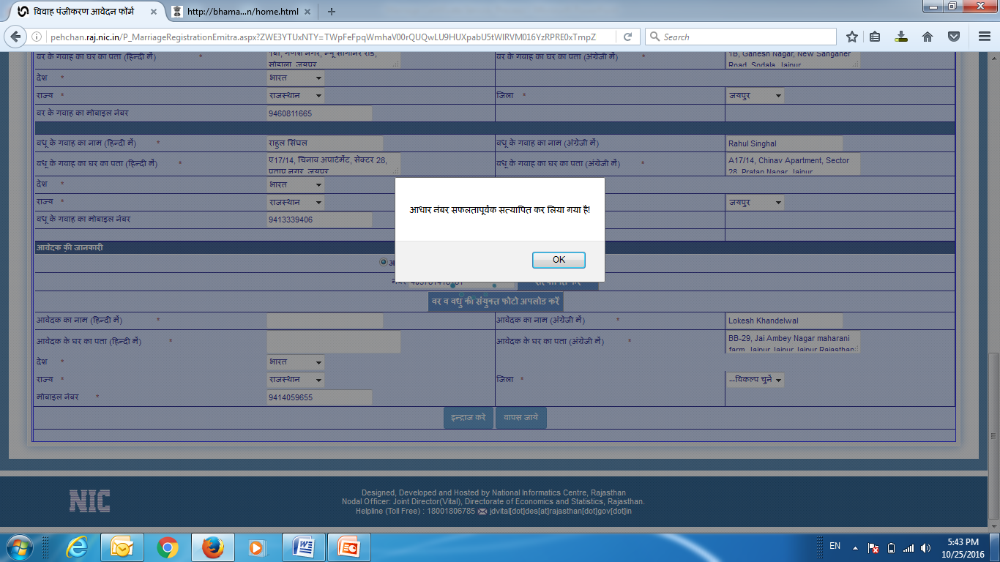 विवाह पंजीकरण आवेदन फॉर्म
http://bhama...n/home.html
pehchan.raj.nic.in/P_MarriageRegistrationEmitra.aspx?ZWE3YTUxNTY=TWpFeFpqWmhaV00rQUQwLU9HUXpabU5tWlRVM016YzRPRE0xTmpZ
Search
वर के गवाह का घर का पता (हिन्दी में) *
1बी, गणेश नगर, न्यू सांगानेर रोड,
सोडाला, जयपुर
वर के गवाह का घर का पता (अंग्रेजी में) *
1B, Ganesh Nagar, New Sanganer
Road, Sodala, Jaipur
देश * भारत
राज्य * राजस्थान जिला * जयपुर
वर के गवाह का मोबाइल नंबर 9460811665
वधू के गवाह का नाम (हिन्दी में) * राहुल सिंघल वधू के गवाह का नाम (अंग्रेजी में) Rahul Singhal
वधू के गवाह का घर का पता (हिन्दी में) *
ए17/14, चिनाव अपार्टमेंट, सेक्टर 28,
प्रताप नगर, जयपुर
वधू के गवाह का घर का पता (अंग्रेजी में) *
A17/14, Chinav Apartment, Sector
28, Pratap Nagar, Jaipur
देश * भारत
राज्य * राजस्थान जयपुर
वधू के गवाह का मोबाइल नंबर 9413339406
आधार नंबर सफलतापूर्वक सत्यापित कर लिया गया है!
OK
आवेदक की जानकारी
वर व वधु की संयुक्त फोटो अपलोड करें
आवेदक का नाम (हिन्दी में) * आवेदक का नाम (अंग्रेजी में) * Lokesh Khandelwal
आवेदक के घर का पता (हिन्दी में) * आवेदक के घर का पता (अंग्रेजी में) *
BB-29, Jai Ambey Nagar maharani
farm, Jaipur Jaipur Jaipur Rajasthan
देश * भारत
राज्य * राजस्थान जिला * --विकल्प चुनें
मोबाइल नंबर * 9414059655
इन्द्राज करे वापस जाये
NIC
Designed, Developed and Hosted by National Informatics Centre, Rajasthan
Nodal Officer: Joint Director(Vital), Directorate of Economics and Statistics, Rajasthan.
Helpline (Toll Free) : 18001806785 jdvital[dot]des[at]rajasthan[dot]gov[dot]in
EN
5:43 PM
10/25/2016